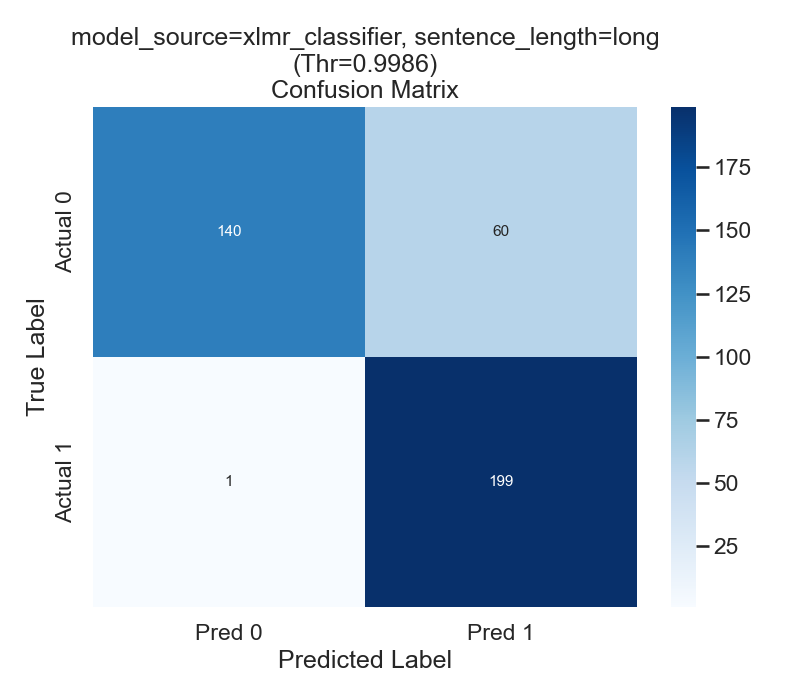 model_source=xlmr_classifier, sentence_length=long
(Thr=0.9986)
Confusion Matrix
Actual 0
140
60
175
150
125
100
75
50
25
True Label
Actual 1
1
199
Pred 0
Pred 1
Predicted Label